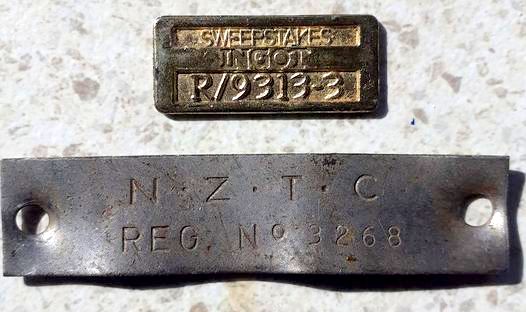 SWEEPSTAKES
INGOT
R/9313-3
N·Z·T·C
REG. Nº 3268